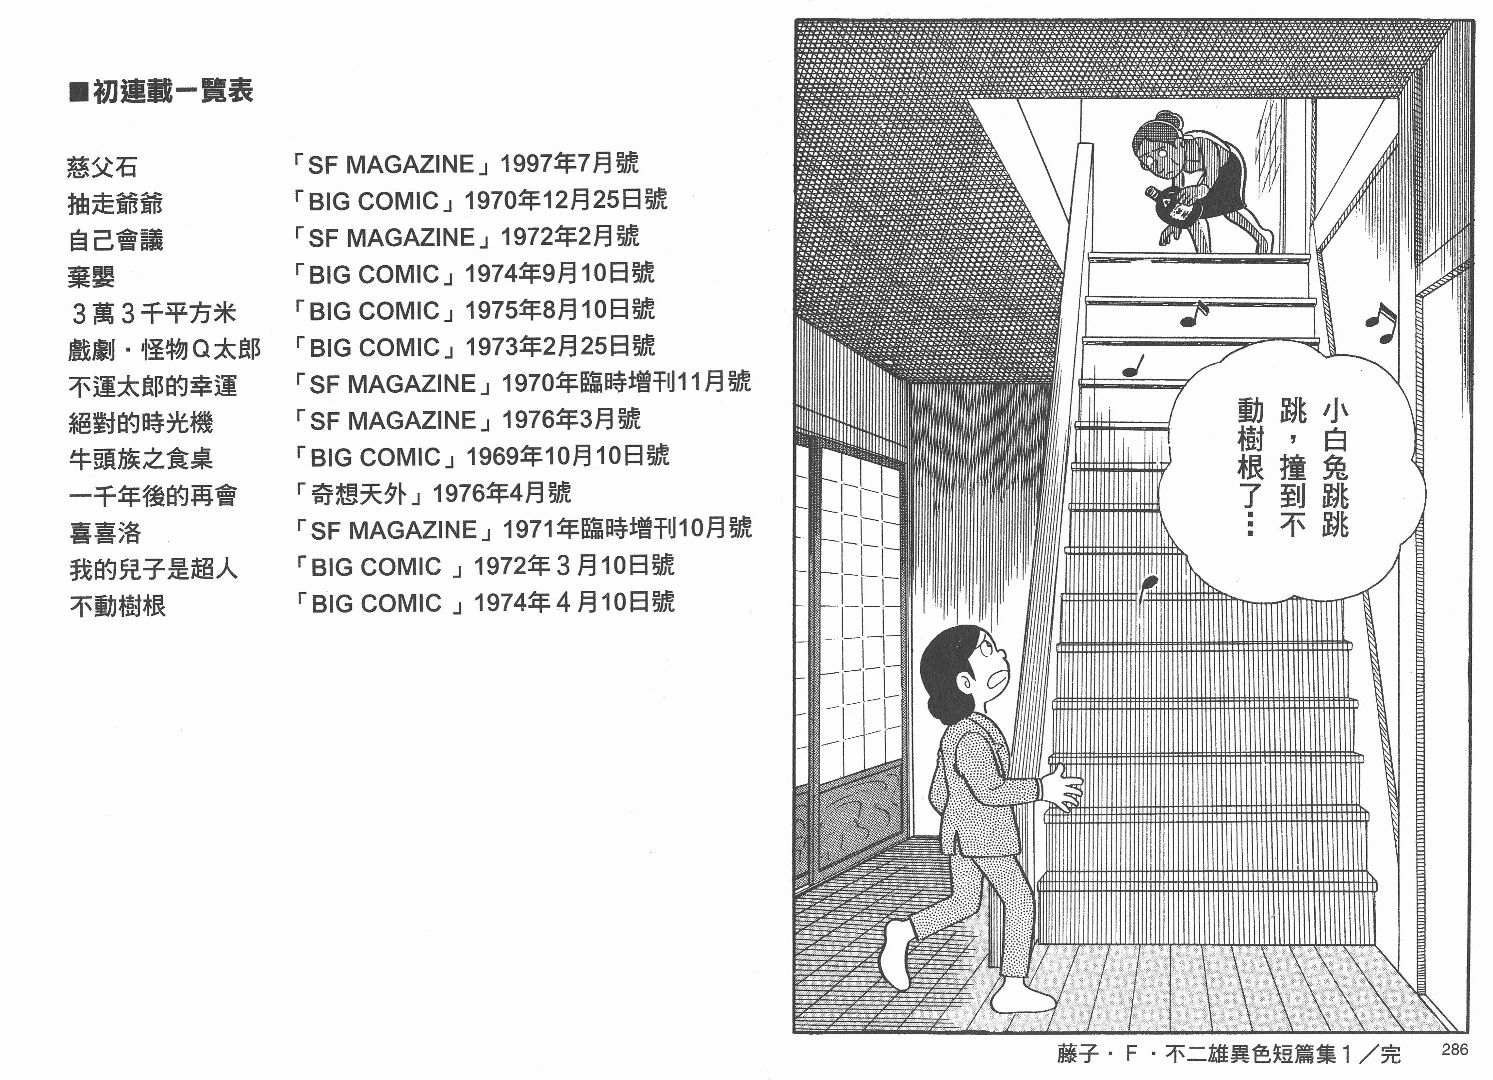 小白兔跳跳
跳，撞到不
動樹根了…
藤子・Ｆ・不二雄異色短篇集１／完
286
■初連載一覽表
慈父石 「SF MAGAZINE」1997年7月號
抽走爺爺 「BIG COMIC」1970年12月25日號
自己會議 「SF MAGAZINE」1972年2月號
棄嬰 「BIG COMIC」1974年9月10日號
３萬３千平方米 「BIG COMIC」1975年8月10日號
戲劇・怪物Ｑ太郎 「BIG COMIC」1973年2月25日號
不運太郎的幸運 「SF MAGAZINE」1970年臨時增刊11月號
絕對的時光機 「SF MAGAZINE」1976年3月號
牛頭族之食桌 「BIG COMIC」1969年10月10日號
一千年後的再會 「奇想天外」1976年4月號
喜喜洛 「SF MAGAZINE」1971年臨時增刊10月號
我的兒子是超人 「BIG COMIC 」1972年３月10日號
不動樹根 「BIG COMIC 」1974年４月10日號